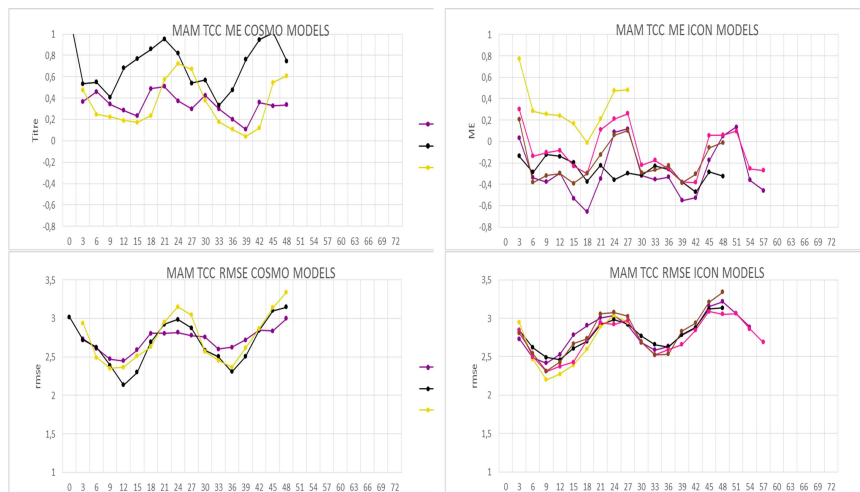 MAM TCC ME COSMO MODELS
1
0,8
0,6
0,4
0,2
0
-0,2
-0,4
-0,6
-0,8
Titre
0 3 6 9 12 15 18 21 24 27 30 33 36 39 42 45 48 51 54 57 60 63 66 69 72
MAM TCC ME ICON MODELS
1
0,8
0,6
0,4
0,2
0
-0,2
-0,4
-0,6
-0,8
ME
0 3 6 9 12 15 18 21 24 27 30 33 36 39 42 45 48 51 54 57 60 63 66 69 72
MAM TCC RMSE COSMO MODELS
3,5
3
2,5
2
1,5
1
rmse
0 3 6 9 12 15 18 21 24 27 30 33 36 39 42 45 48 51 54 57 60 63 66 69 72
MAM TCC RMSE ICON MODELS
3,5
3
2,5
2
1,5
1
rmse
0 3 6 9 12 15 18 21 24 27 30 33 36 39 42 45 48 51 54 57 60 63 66 69 72